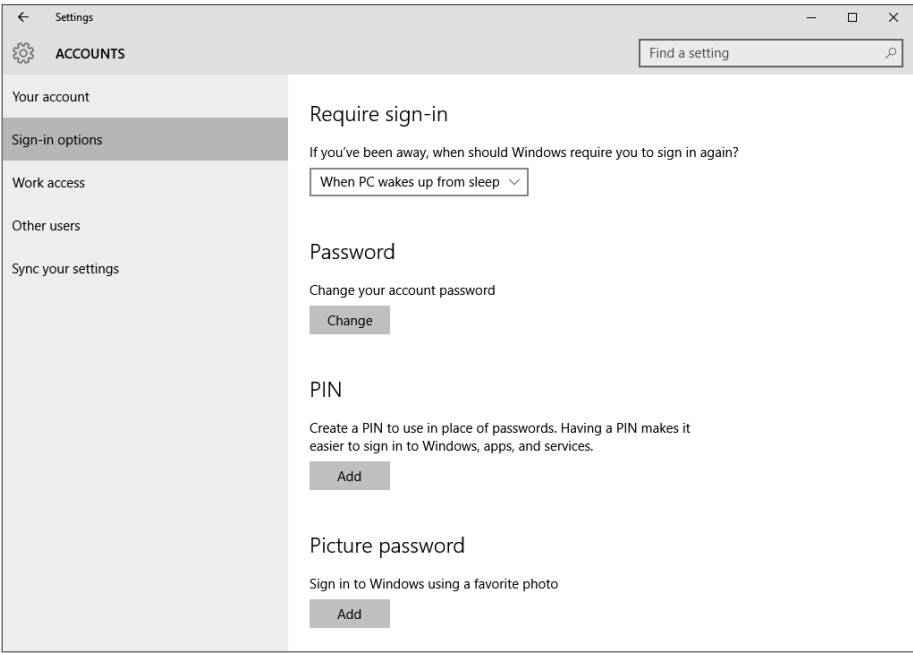 Settings
ACCOUNTS
Find a setting
Your account
Sign-in options
Work access
Other users
Sync your settings
Require sign-in
If you've been away, when should Windows require you to sign in again?
When PC wakes up from sleep
Password
Change your account password
Change
PIN
Create a PIN to use in place of passwords. Having a PIN makes it
easier to sign in to Windows, apps, and services.
Add
Picture password
Sign in to Windows using a favorite photo
Add